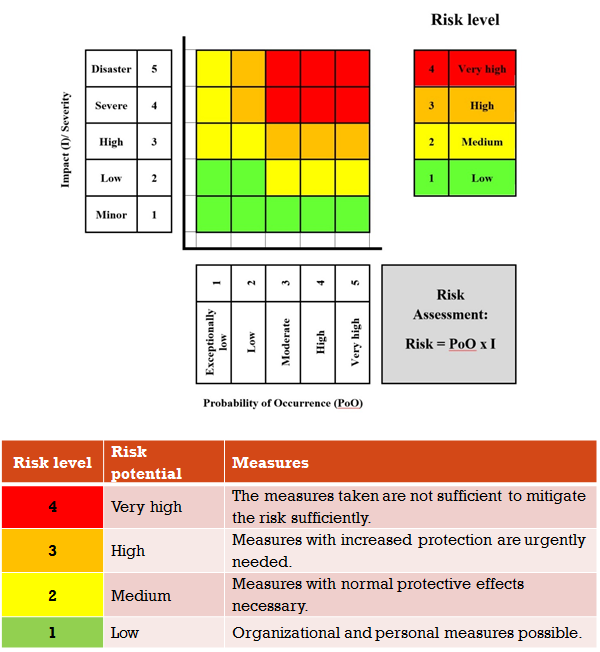 Risk level
Impact (I)/ Severity
Disaster 5
Severe 4
High 3
Low 2
Minor 1
4 Very high
3 High
2 Medium
1 Low
1 2 3 4 5
Exceptionally low
Low
Moderate
High
Very high
Risk
Assessment:
Risk = PoO x I
Probability of Occurrence (PoO)
Risk level Risk potential Measures
4 Very high The measures taken are not sufficient to mitigate
the risk sufficiently.
3 High Measures with increased protection are urgently
needed.
2 Medium Measures with normal protective effects
necessary.
1 Low Organizational and personal measures possible.